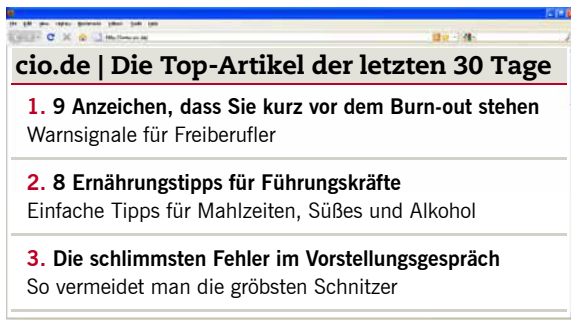 cio.de | Die Top-Artikel der letzten 30 Tage
1. 9 Anzeichen, dass Sie kurz vor dem Burn-out stehen
Warnsignale für Freiberufler
2. 8 Ernährungstipps für Führungskräfte
Einfache Tipps für Mahlzeiten, Süßes und Alkohol
3. Die schlimmsten Fehler im Vorstellungsgespräch
So vermeidet man die gröbsten Schnitzer